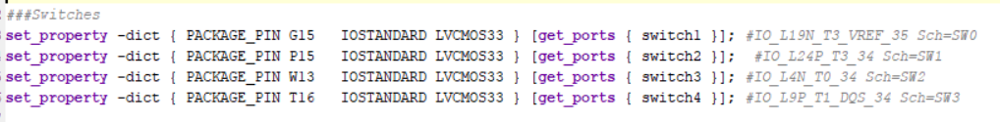 ###Switches
set_property -dict { PACKAGE_PIN G15   IOSTANDARD LVCMOS33 } [get_ports { switch1 }]; #IO_L19N_T3_VREF_35 Sch=SW0
set_property -dict { PACKAGE_PIN P15   IOSTANDARD LVCMOS33 } [get_ports { switch2 }];  #IO_L24P_T3_34 Sch=SW1
set_property -dict { PACKAGE_PIN W13   IOSTANDARD LVCMOS33 } [get_ports { switch3 }]; #IO_L4N_T0_34 Sch=SW2
set_property -dict { PACKAGE_PIN T16   IOSTANDARD LVCMOS33 } [get_ports { switch4 }]; #IO_L9P_T1_DQS_34 Sch=SW3